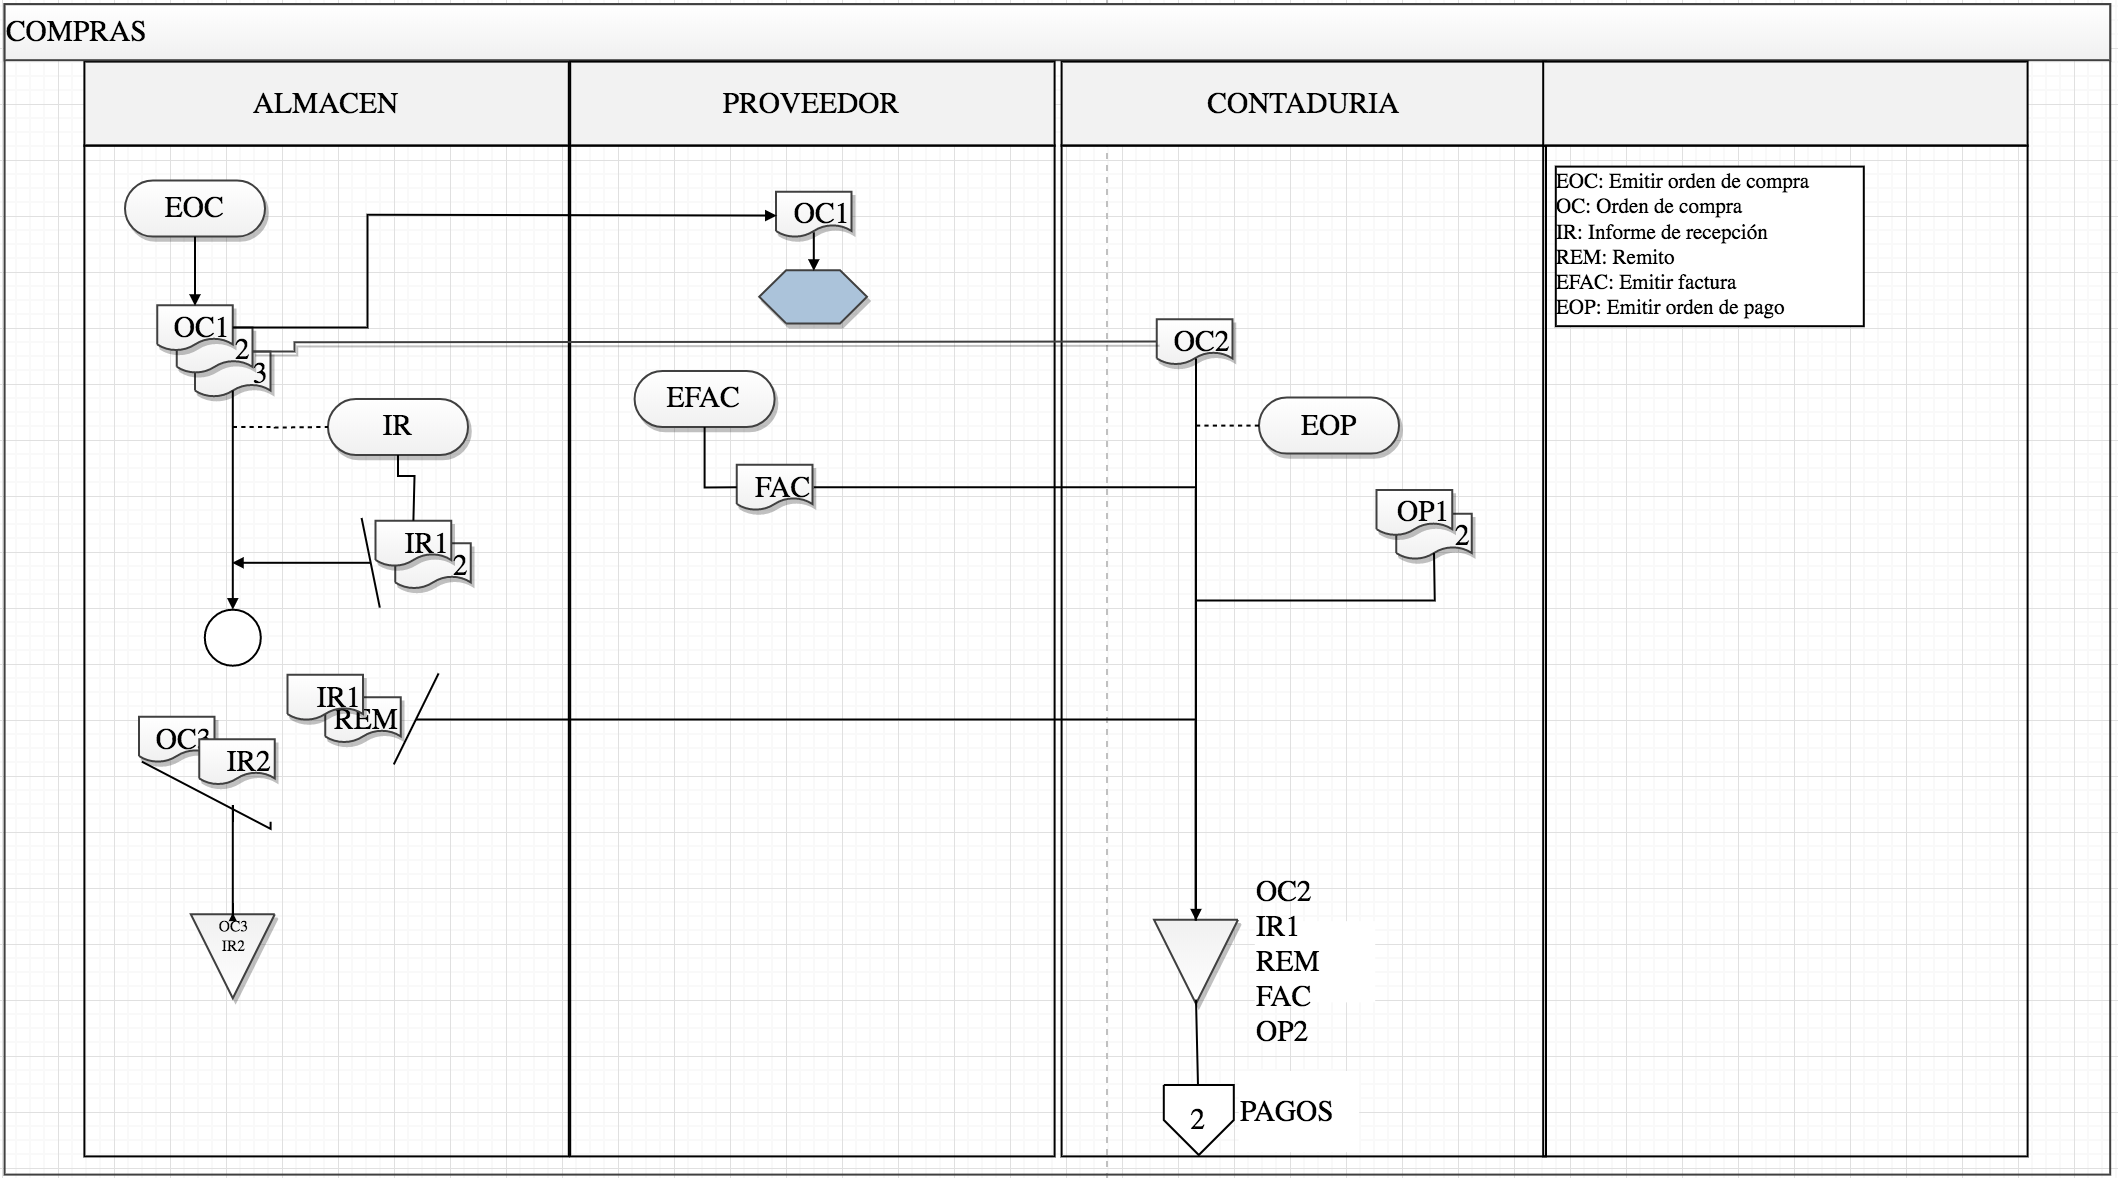 COMPRAS
ALMACEN
PROVEEDOR
CONTADURIA
EOC
OC1
2
3
IR
IR1
2
IR1
REM
OC3
IR2
OC3
IR2
OC1
EFAC
FAC
OC2
EOP
OP1
2
OC2
IR1
REM
FAC
OP2
2
PAGOS
EOC: Emitir orden de compra
OC: Orden de compra
IR: Informe de recepción
REM: Remito
EFAC: Emitir factura
EOP: Emitir orden de pago